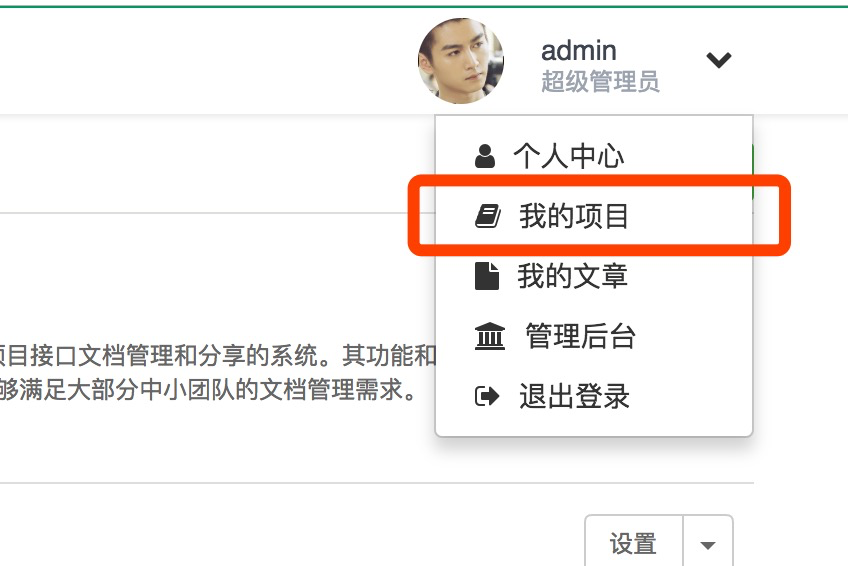 admin
超级管理员
个人中心
我的项目
我的文章
管理后台
退出登录
项目接口文档管理和分享的系统。其功能和
够满足大部分中小团队的文档管理需求。
设置